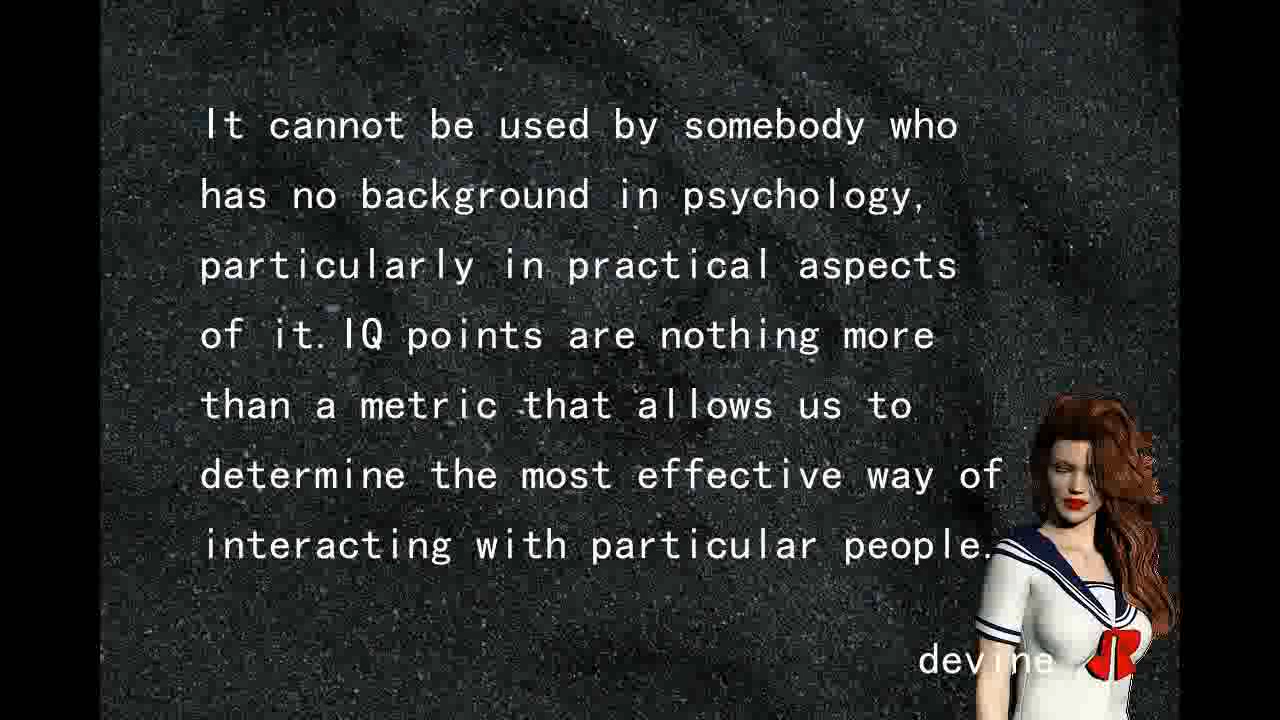 It cannot be used by somebody who
has no background in psychology,
particularly in practical aspects
of it.IQ points are nothing more
than a metric that allows us to
determine the most effective way of
interacting with particular people.
devine